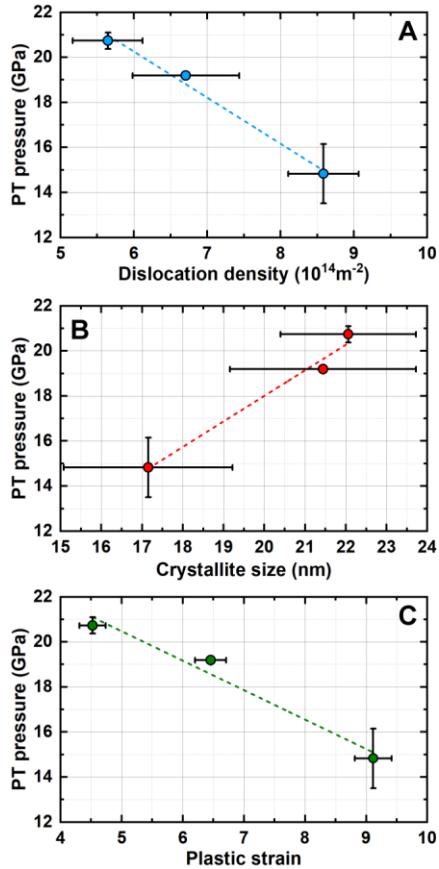 A
PT pressure (GPa)
22
20
18
16
14
12
5 6 7 8 9 10
Dislocation density (10¹⁴m⁻²)
B
PT pressure (GPa)
22
20
18
16
14
12
15 16 17 18 19 20 21 22 23 24
Crystallite size (nm)
C
PT pressure (GPa)
22
20
18
16
14
12
4 5 6 7 8 9 10
Plastic strain